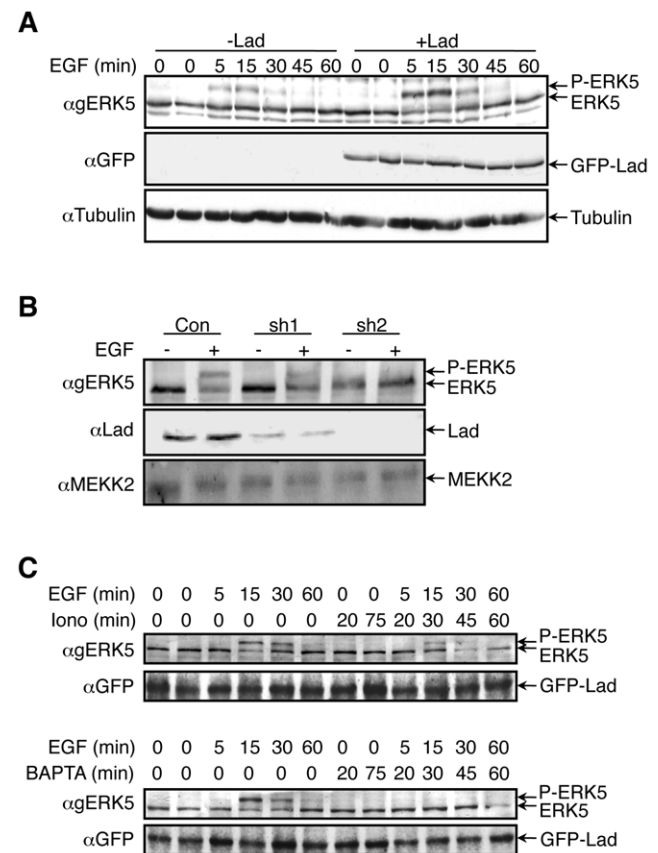 A
-Lad +Lad
EGF (min) 0 0 5 15 30 45 60 0 0 5 15 30 45 60
αgERK5 P-ERK5
ERK5
αGFP GFP-Lad
αTubulin Tubulin
B
Con sh1 sh2
EGF - + - + - +
αgERK5 P-ERK5
ERK5
αLad Lad
αMEKK2 MEKK2
C
EGF (min) 0 0 5 15 30 60 0 0 5 15 30 60
Iono (min) 0 0 0 0 0 0 20 75 20 30 45 60
αgERK5 P-ERK5
ERK5
αGFP GFP-Lad
EGF (min) 0 0 5 15 30 60 0 0 5 15 30 60
BAPTA (min) 0 0 0 0 0 0 20 75 20 30 45 60
αgERK5 P-ERK5
ERK5
αGFP GFP-Lad